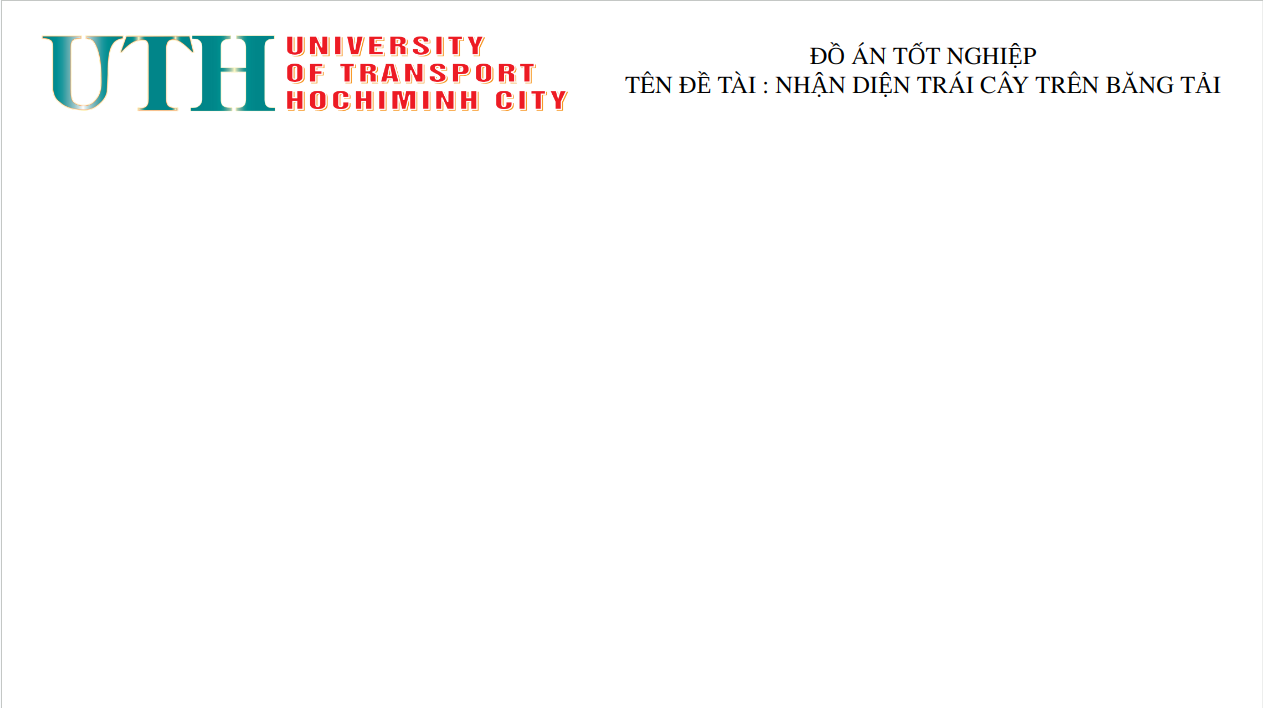 UTH
UNIVERSITY
OF TRANSPORT
HOCHIMINH CITY
ĐỒ ÁN TỐT NGHIỆP
TÊN ĐỀ TÀI : NHẬN DIỆN TRÁI CÂY TRÊN BĂNG TẢI